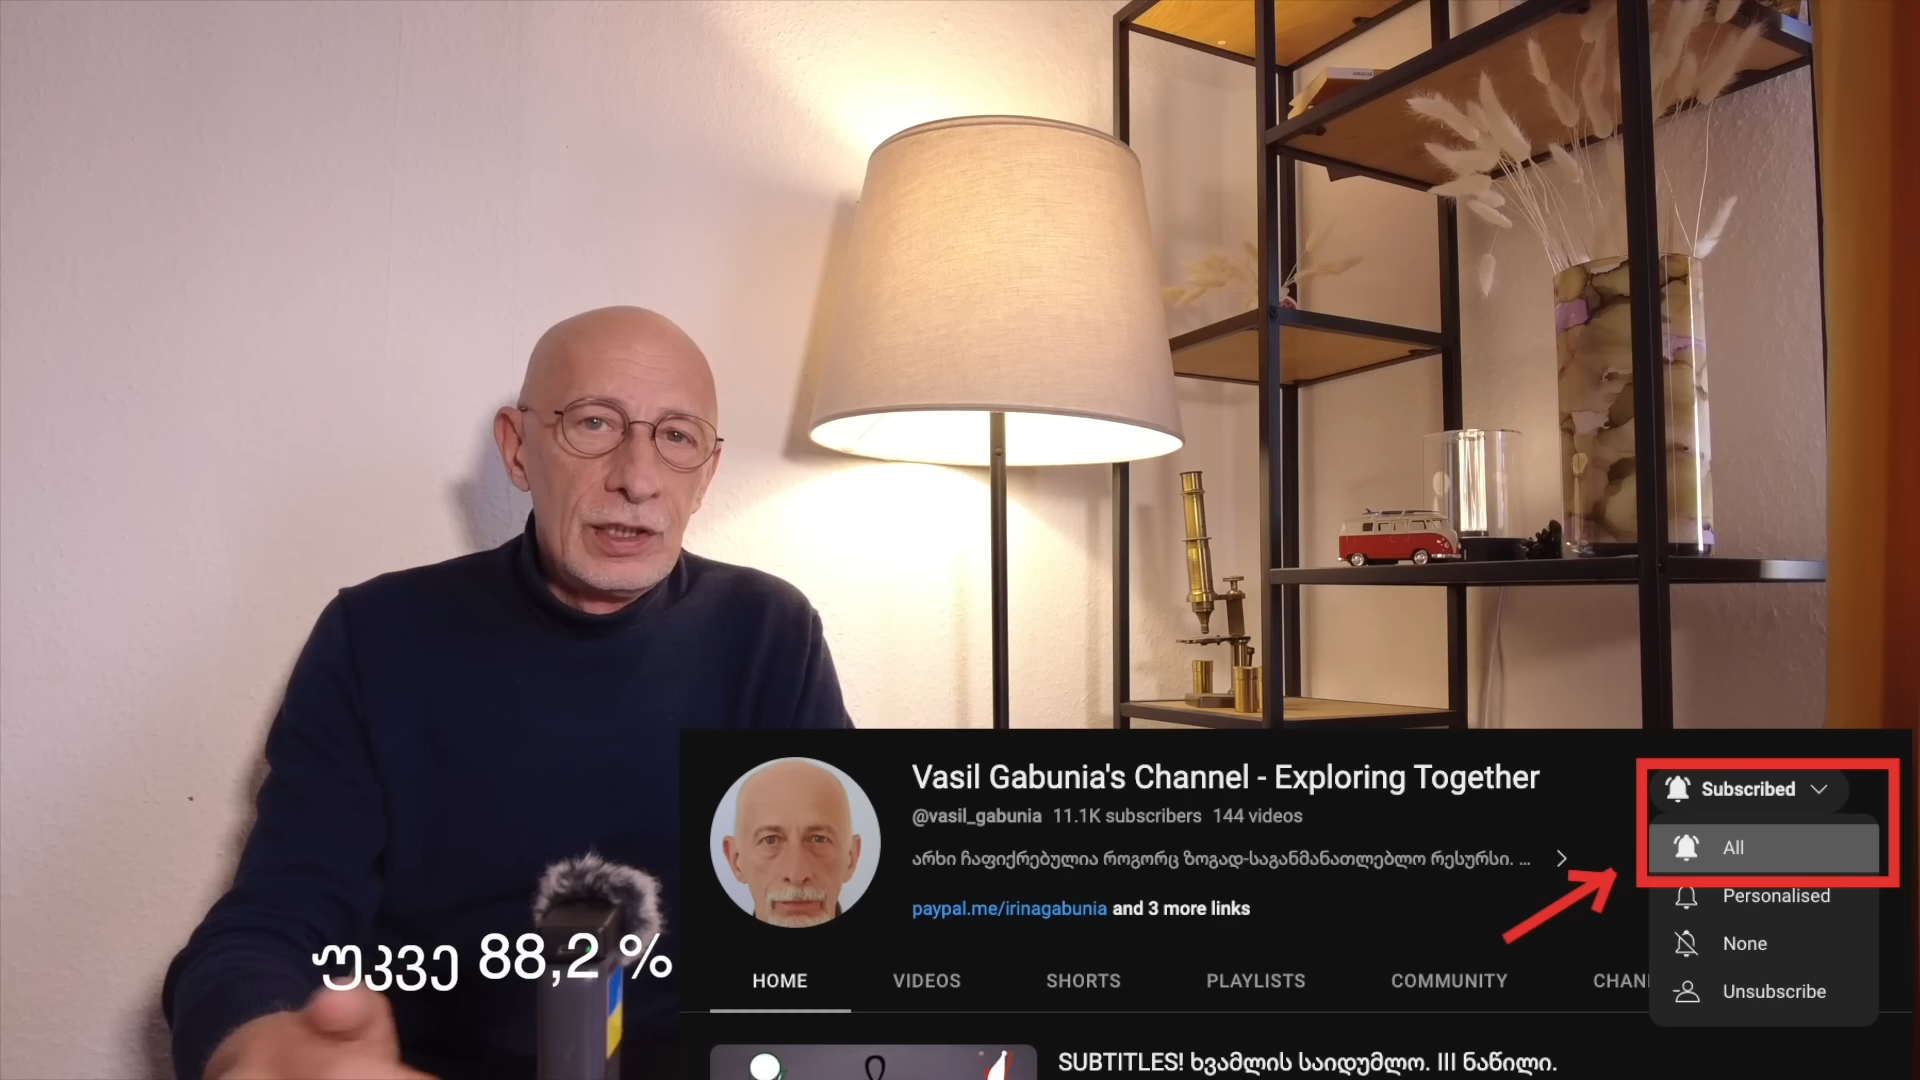 უკვე 88,2 %
Vasil Gabunia's Channel - Exploring Together
@vasil_gabunia 11.1K subscribers 144 videos
არხი ჩაფიქრებულია როგორც ზოგად-საგანმანათლებლო რესურსი. ...
paypal.me/irinagabunia and 3 more links
Subscribed
All
Personalised
None
Unsubscribe
HOME VIDEOS SHORTS PLAYLISTS COMMUNITY CHAN
SUBTITLES! ხვამლის საიდუმლო. III ნაწილი.